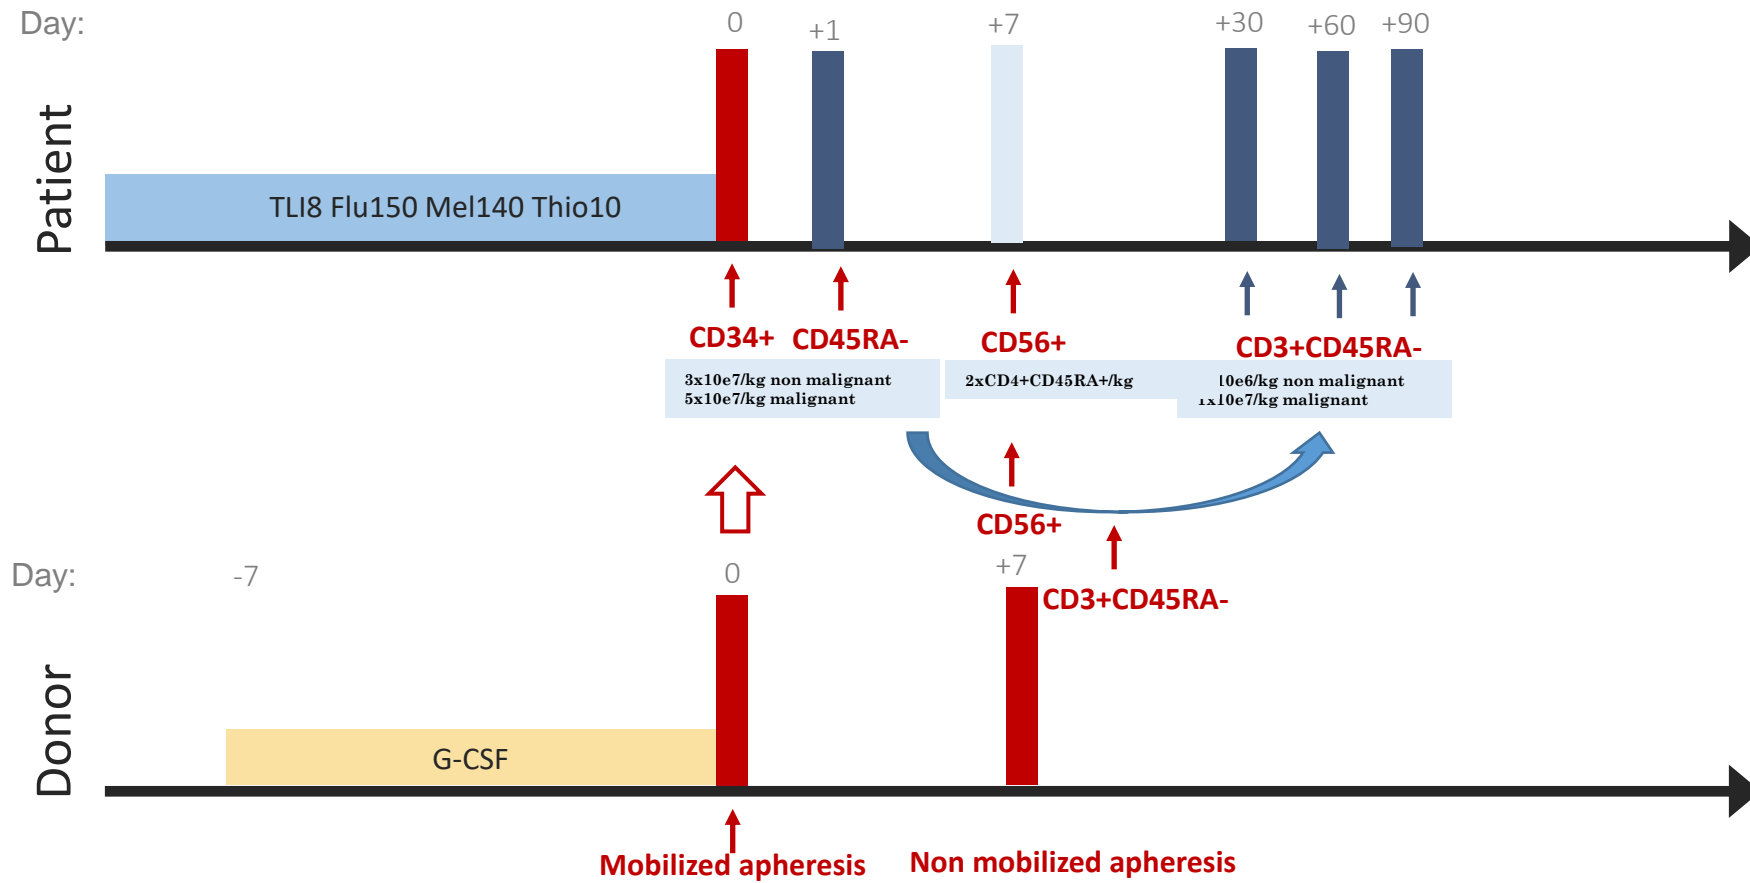 Day:
0
+1
+7
+30
+60
+90
Patient
TLI8 Flu150 Mel140 Thio10
CD34+
CD45RA-
CD56+
CD3+CD45RA-
3x10e7/kg non malignant
5x10e7/kg malignant
2xCD4+CD45RA+/kg
10e6/kg non malignant
1x10e7/kg malignant
CD56+
CD3+CD45RA-
Day:
-7
0
+7
Donor
G-CSF
Mobilized apheresis
Non mobilized apheresis